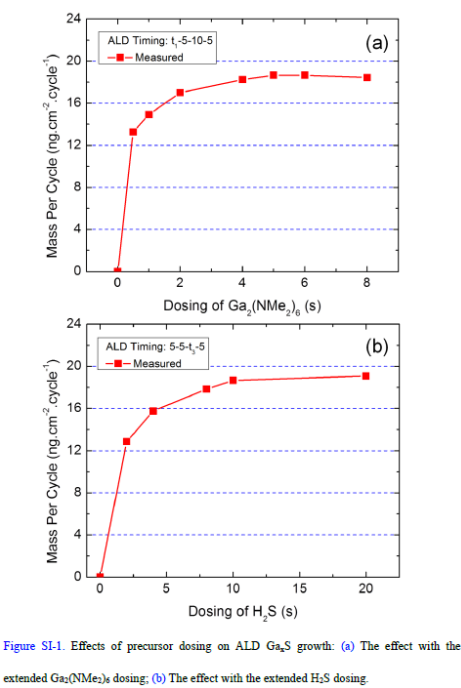 24
ALD Timing: t₁-5-10-5
(a)
Measured
20
16
12
8
4
0
Mass Per Cycle (ng.cm⁻².cycle⁻¹)
0 2 4 6 8
Dosing of Ga₂(NMe₂)₆ (s)
24
ALD Timing: 5-5-t₃-5
(b)
Measured
20
16
12
8
4
0
Mass Per Cycle (ng.cm⁻².cycle⁻¹)
0 5 10 15 20
Dosing of H₂S (s)
Figure SI-1. Effects of precursor dosing on ALD GaₓS growth: (a) The effect with the
extended Ga₂(NMe₂)₆ dosing; (b) The effect with the extended H₂S dosing.